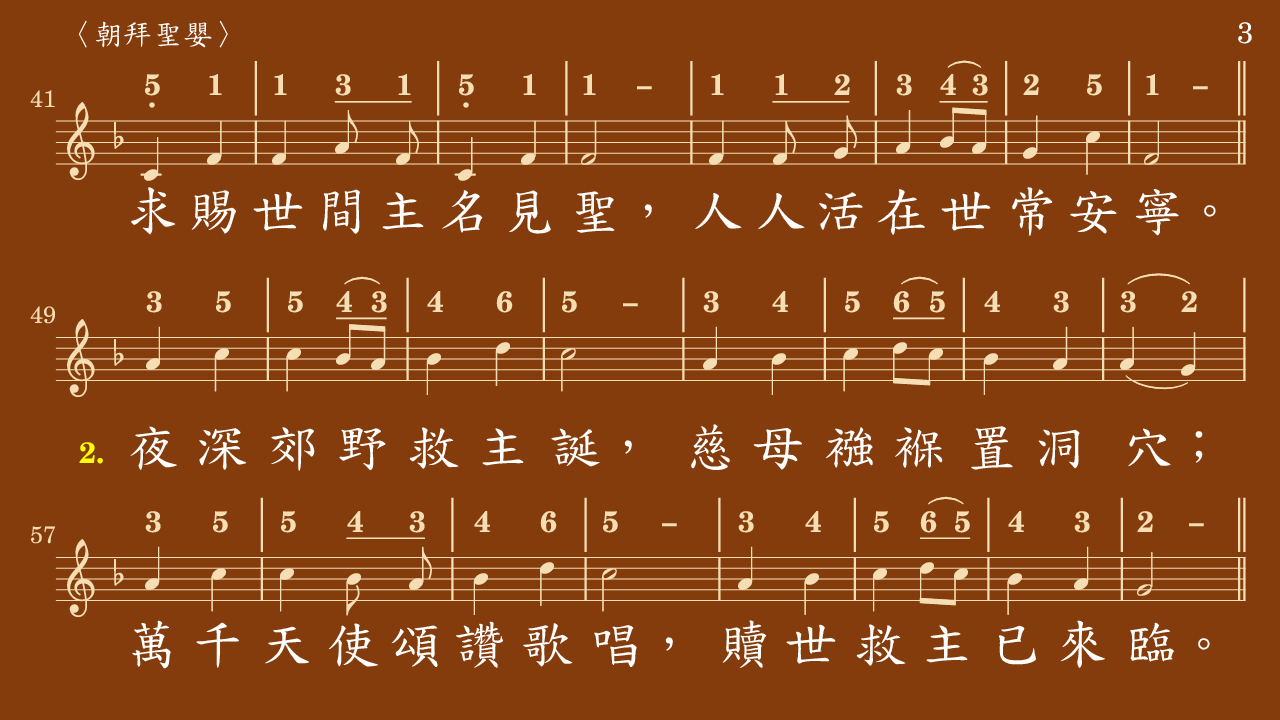 〈朝拜聖嬰〉 3
5 1 1 3 1 5 1 1 – 1 1 2 3 4 3 2 5 1 –
41
求賜世間主名見聖，人人活在世常安寧。
3 5 5 4 3 4 6 5 – 3 4 5 6 5 4 3 3 2
49
2. 夜深郊野救主誕，慈母襁褓置洞穴；
3 5 5 4 3 4 6 5 – 3 4 5 6 5 4 3 2 –
57
萬千天使頌讚歌唱，贖世救主已來臨。